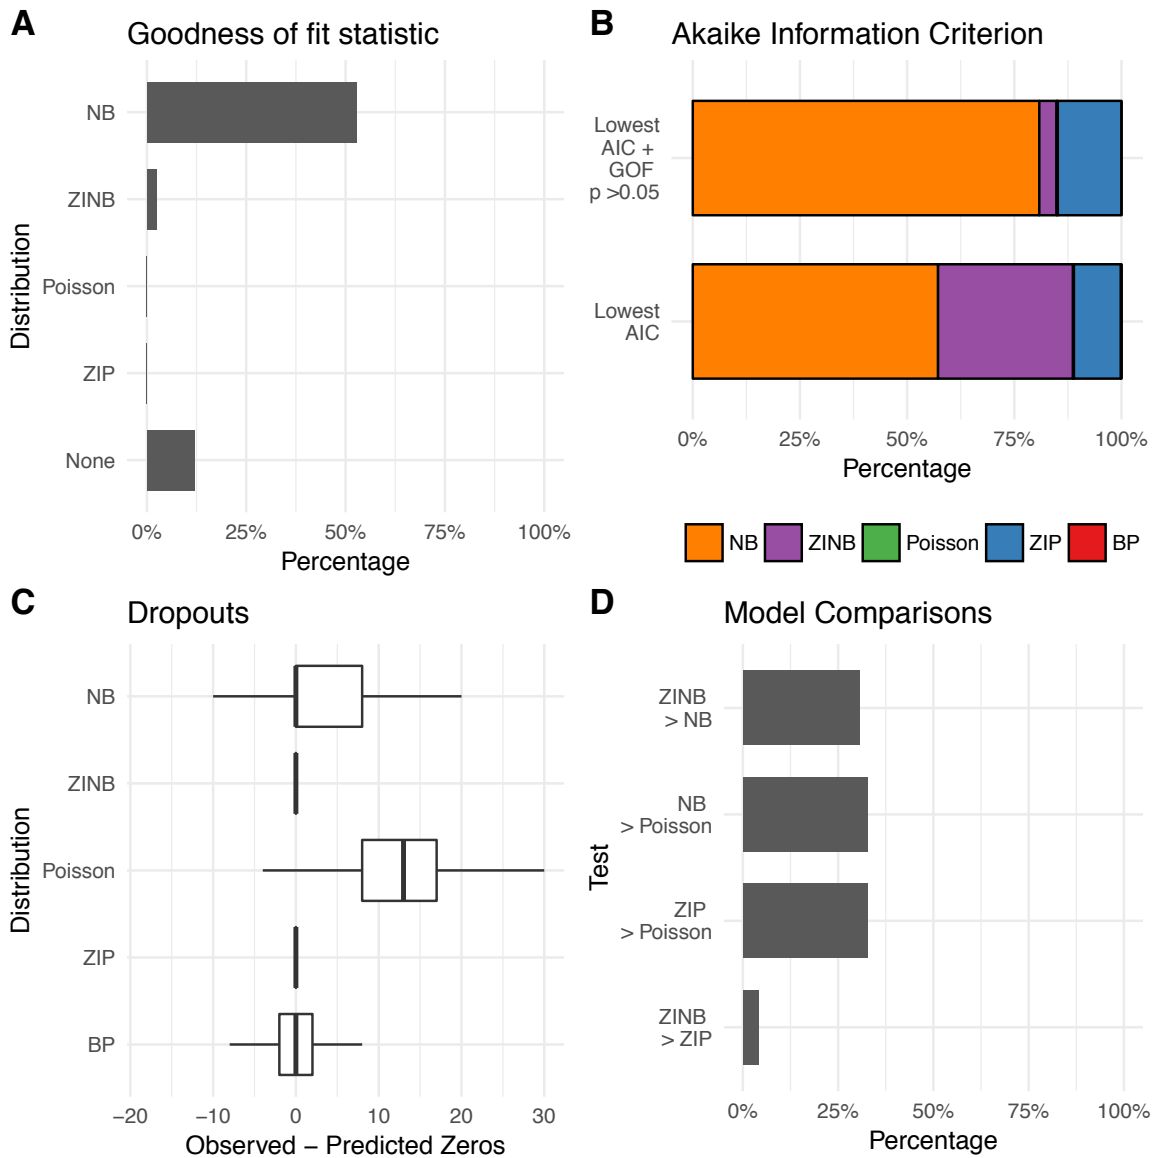 A
Goodness of fit statistic
Distribution
NB
ZINB
Poisson
ZIP
None
0% 25% 50% 75% 100%
Percentage
B
Akaike Information Criterion
Lowest
AIC +
GOF
p >0.05
Lowest
AIC
0% 25% 50% 75% 100%
Percentage
NB ZINB Poisson ZIP BP
C
Dropouts
Distribution
NB
ZINB
Poisson
ZIP
BP
−20 −10 0 10 20 30
Observed − Predicted Zeros
D
Model Comparisons
Test
ZINB
> NB
NB
> Poisson
ZIP
> Poisson
ZINB
> ZIP
0% 25% 50% 75% 100%
Percentage